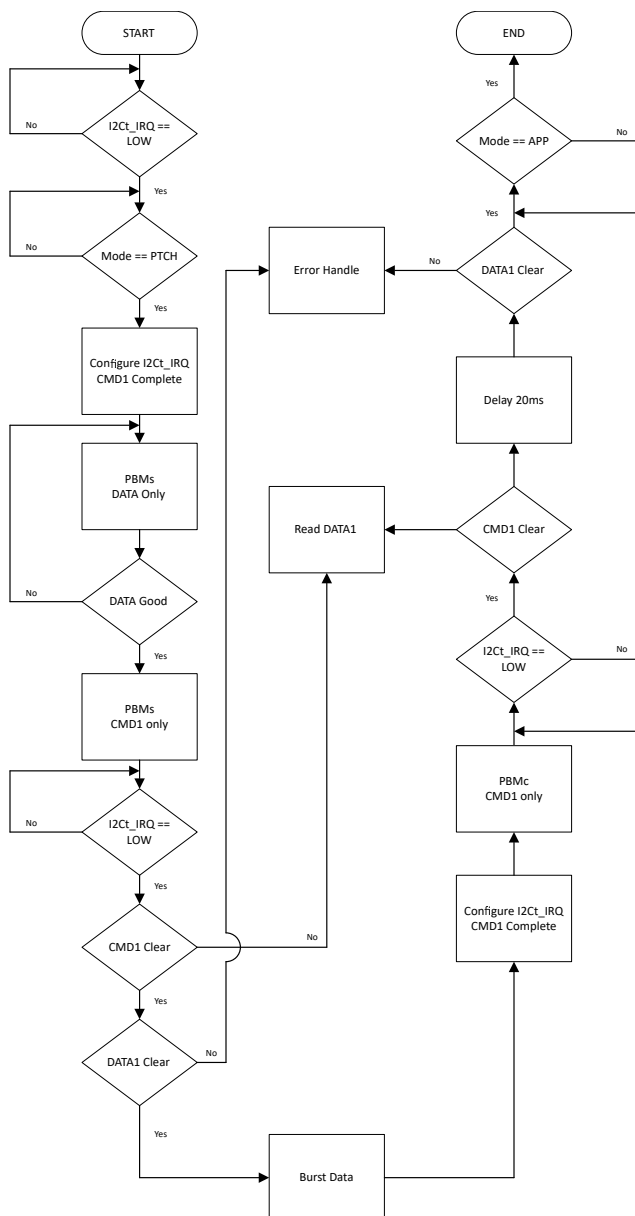 START
No
I2Ct_IRQ ==
LOW
Yes
No
Mode == PTCH
Yes
Configure I2Ct_IRQ
CMD1 Complete
PBMs
DATA Only
No
DATA Good
Yes
PBMs
CMD1 only
No
I2Ct_IRQ ==
LOW
Yes
CMD1 Clear
No
Yes
DATA1 Clear
No
Yes
Burst Data
Error Handle
Read DATA1
END
Yes
Mode == APP
No
Yes
DATA1 Clear
No
Delay 20ms
CMD1 Clear
Yes
I2Ct_IRQ ==
LOW
No
PBMc
CMD1 only
Configure I2Ct_IRQ
CMD1 Complete